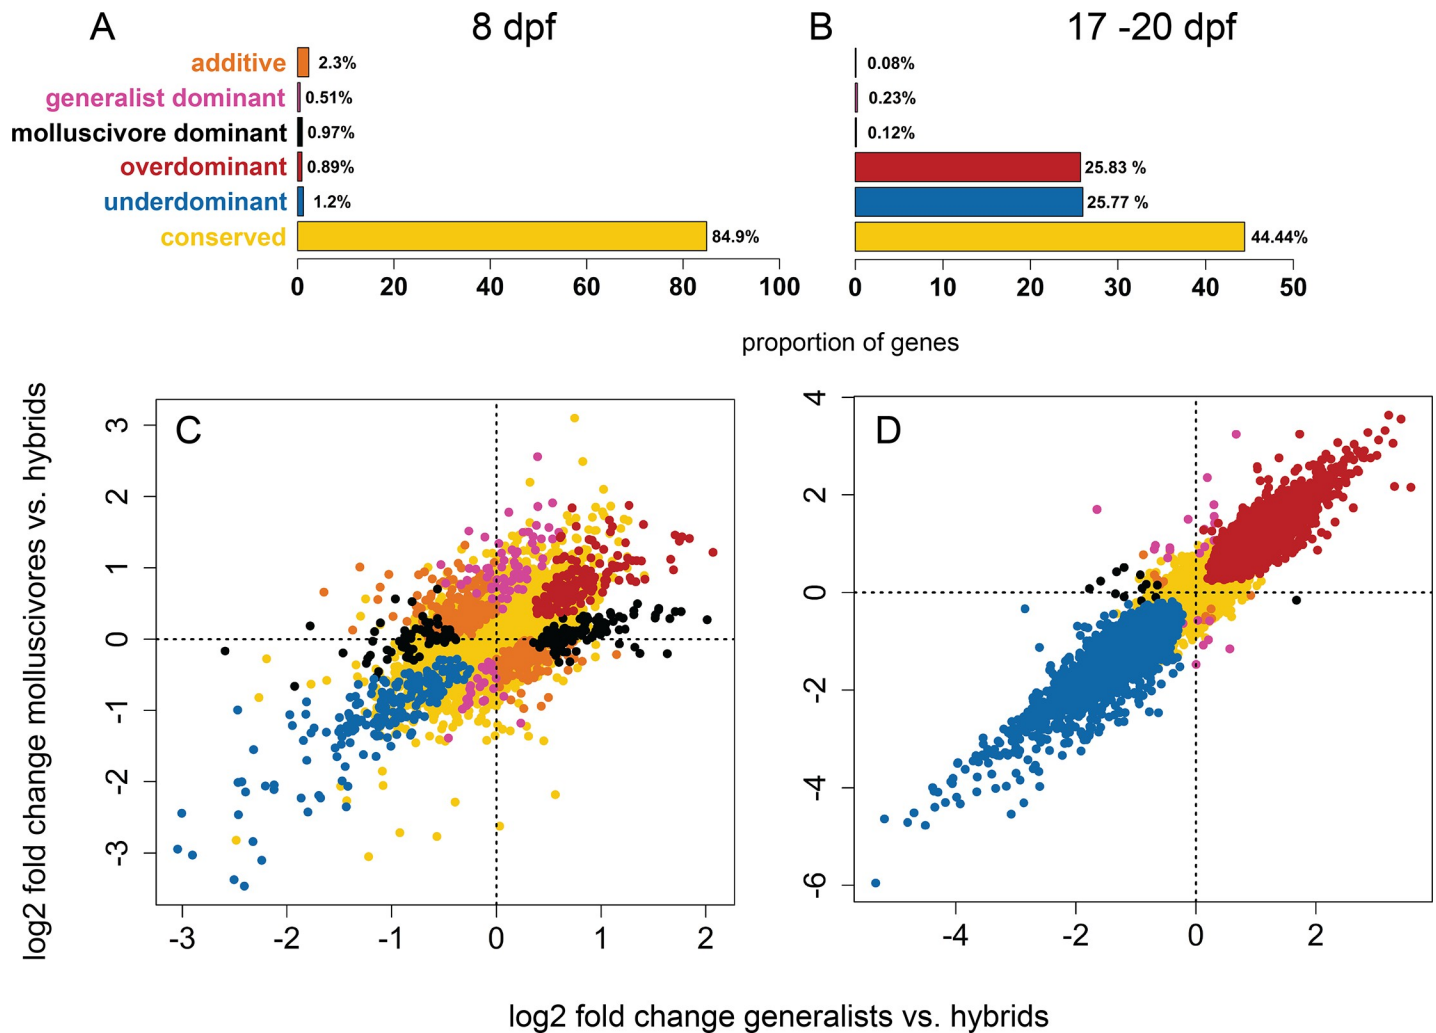 A
8 dpf
additive
2.3%
generalist dominant
0.51%
molluscivore dominant
0.97%
overdominant
0.89%
underdominant
1.2%
conserved
84.9%
0 20 40 60 80 100
B
17 -20 dpf
0.08%
0.23%
0.12%
25.83 %
25.77 %
44.44%
0 10 20 30 40 50
proportion of genes
log2 fold change molluscivores vs. hybrids
C
3
2
1
0
-1
-2
-3
-3 -2 -1 0 1 2
D
4
2
0
-2
-4
-6
-4 -2 0 2
log2 fold change generalists vs. hybrids